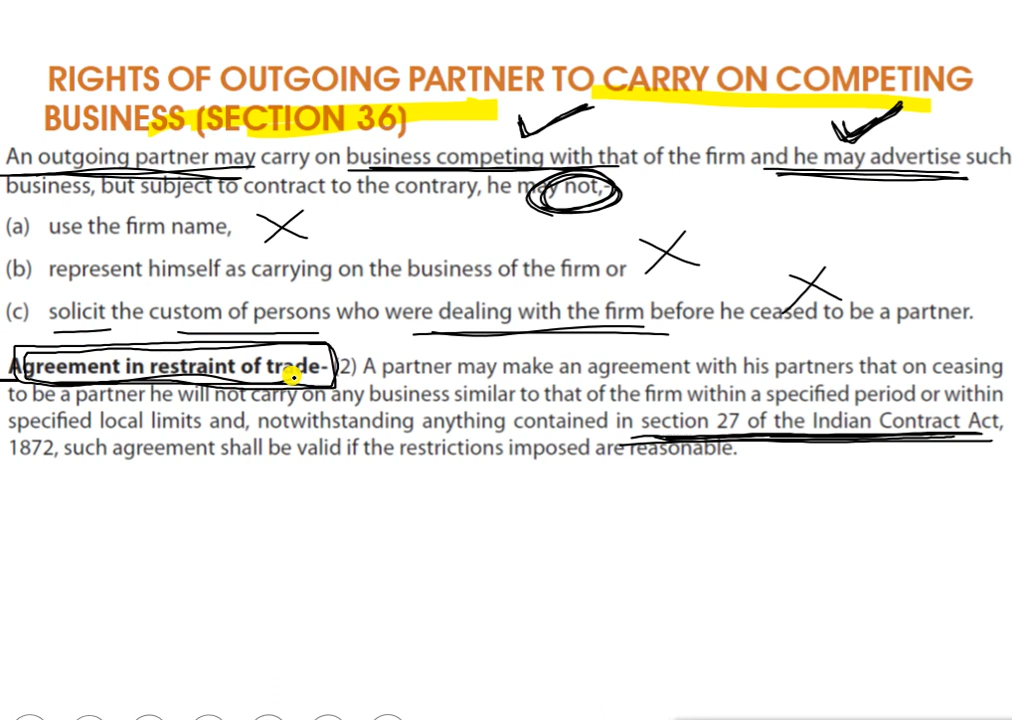 RIGHTS OF OUTGOING PARTNER TO CARRY ON COMPETING
BUSINESS (SECTION 36)
An outgoing partner may carry on business competing with that of the firm and he may advertise such
business, but subject to contract to the contrary, he may not,-
(a) use the firm name,
(b) represent himself as carrying on the business of the firm or
(c) solicit the custom of persons who were dealing with the firm before he ceased to be a partner.
Agreement in restraint of trade- (2) A partner may make an agreement with his partners that on ceasing
to be a partner he will not carry on any business similar to that of the firm within a specified period or within
specified local limits and, notwithstanding anything contained in section 27 of the Indian Contract Act,
1872, such agreement shall be valid if the restrictions imposed are reasonable.